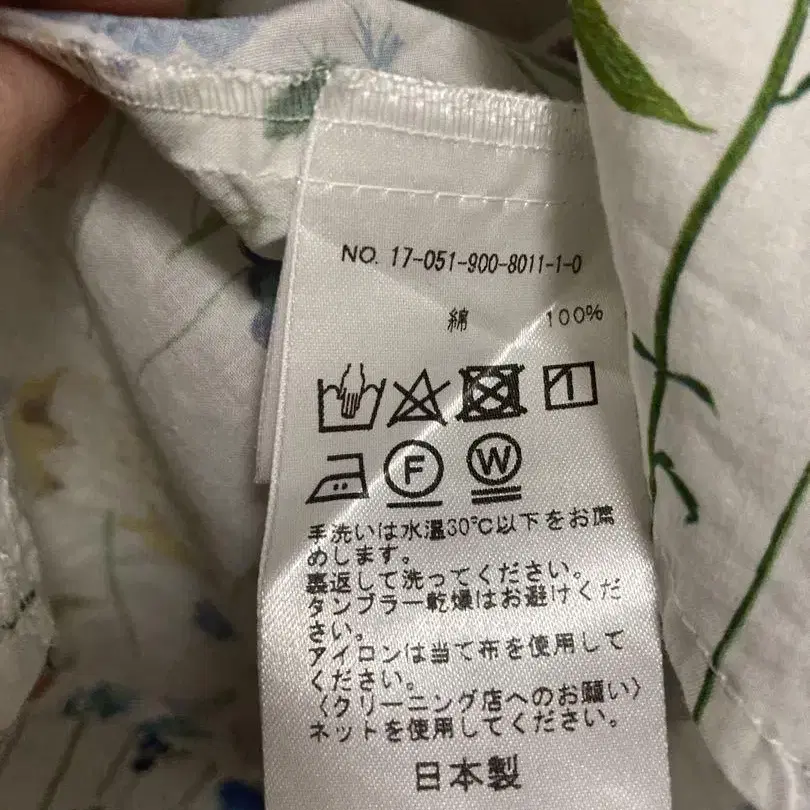 NO. 17-051-900-8011-1-0
綿 100%
F W
手洗いは水温30℃以下をお薦
めします。
裏返して洗ってください。
タンブラー乾燥はお避けくだ
さい。
アイロンは当て布を使用して
ください。
〈クリーニング店へのお願い〉
ネットを使用してください。
日本製